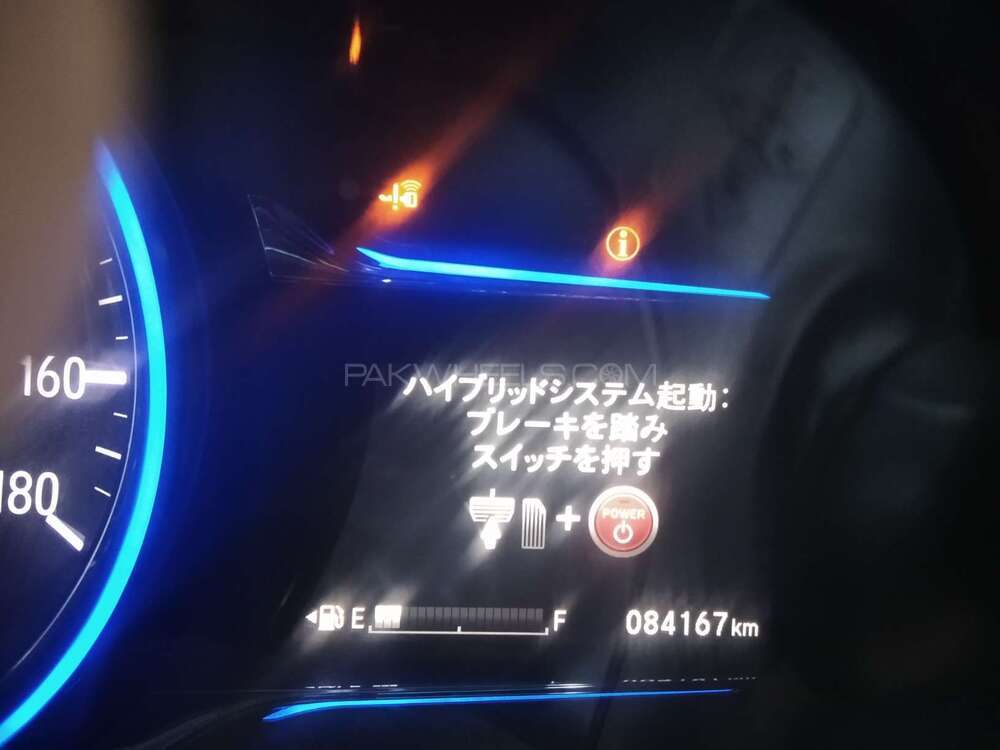 PAKWHEELS.COM
160
ハイブリッドシステム起動:
ブレーキを踏み
スイッチを押す
180
POWER
+
E F 084167km